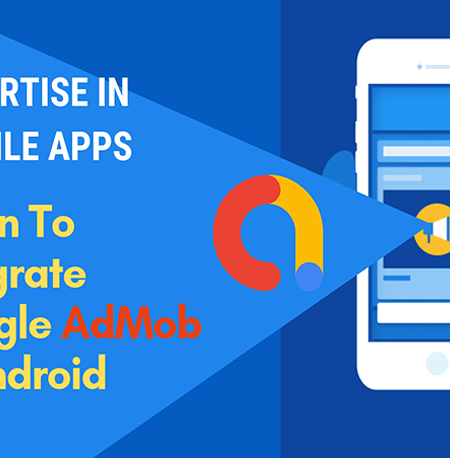 RTISE IN
ILE APPS
n To
grate
gle AdMob
ndroid